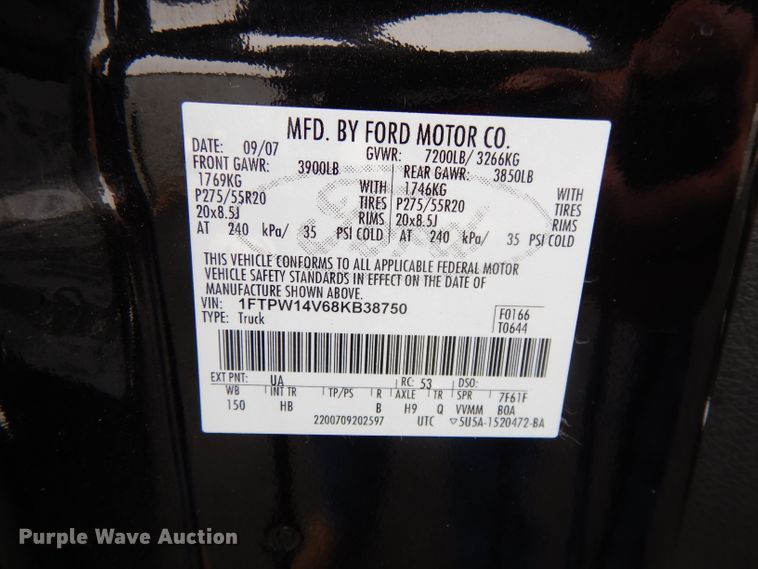 MFD. BY FORD MOTOR CO.
DATE: 09/07 GVWR: 7200LB/ 3266KG
FRONT GAWR: 3900LB REAR GAWR: 3850LB
1769KG WITH 1746KG WITH
P275/55R20 TIRES P275/55R20 TIRES
20x8.5J RIMS 20x8.5J RIMS
AT 240 kPa/ 35 PSI COLD AT 240 kPa/ 35 PSI COLD
Ford
THIS VEHICLE CONFORMS TO ALL APPLICABLE FEDERAL MOTOR
VEHICLE SAFETY STANDARDS IN EFFECT ON THE DATE OF
MANUFACTURE SHOWN ABOVE.
VIN: 1FTPW14V68KB38750 F0166
TYPE: Truck T0644
EXT PNT: UA RC: 53 DSO:
WB INT TR TP/PS R AXLE TR SPR 7F61F
150 HB B H9 Q VVMM BOA
2200709202597 UTC ▽5U5A-1520472-BA
Purple Wave Auction